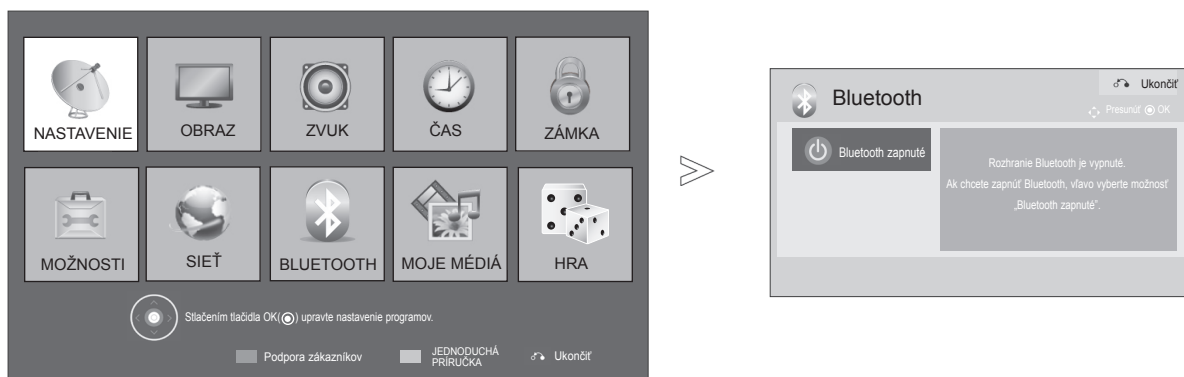 NASTAVENIE
OBRAZ
ZVUK
ČAS
ZÁMKA
MOŽNOSTI
SIEŤ
BLUETOOTH
MOJE MÉDIÁ
HRA
Stlačením tlačidla OK(◉) upravte nastavenie programov.
Podpora zákazníkov
JEDNODUCHÁ
PRÍRUČKA
Ukončiť
Bluetooth
Ukončiť
Presunúť ◉ OK
Bluetooth zapnuté
Rozhranie Bluetooth je vypnuté.
Ak chcete zapnúť Bluetooth, vľavo vyberte možnosť
„Bluetooth zapnuté”.